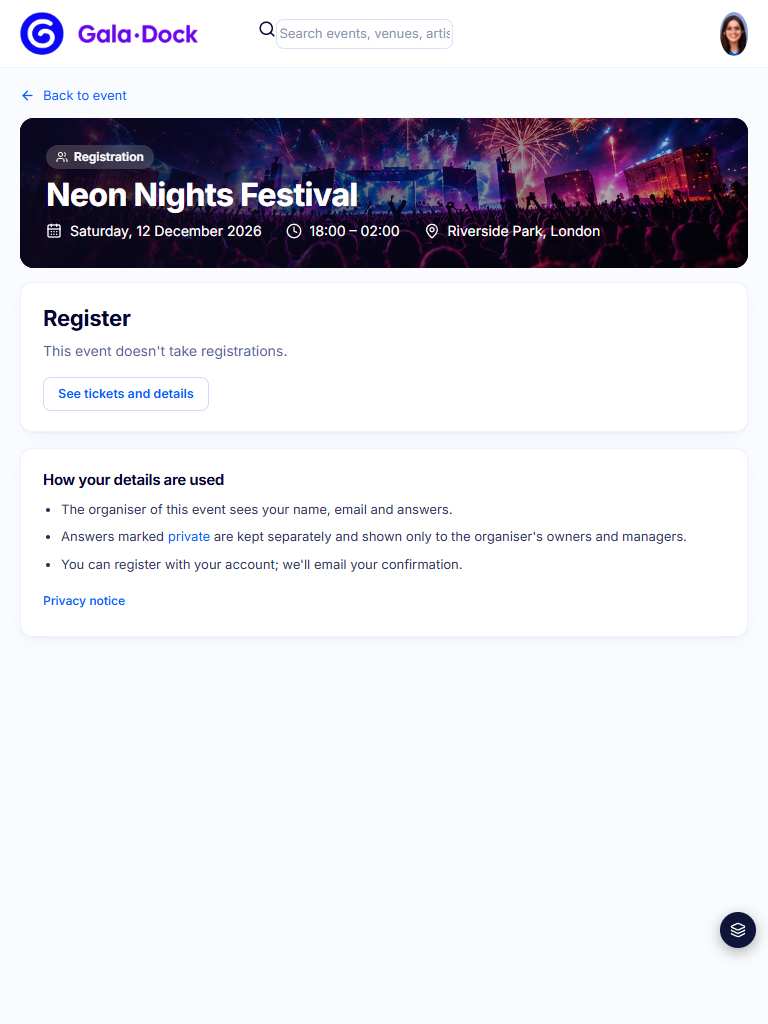 Gala·Dock
Search events, venues, artis
Back to event
Registration
Neon Nights Festival
Saturday, 12 December 2026 18:00 – 02:00 Riverside Park, London
Register
This event doesn't take registrations.
See tickets and details
How your details are used
• The organiser of this event sees your name, email and answers.
• Answers marked private are kept separately and shown only to the organiser's owners and managers.
• You can register with your account; we'll email your confirmation.
Privacy notice